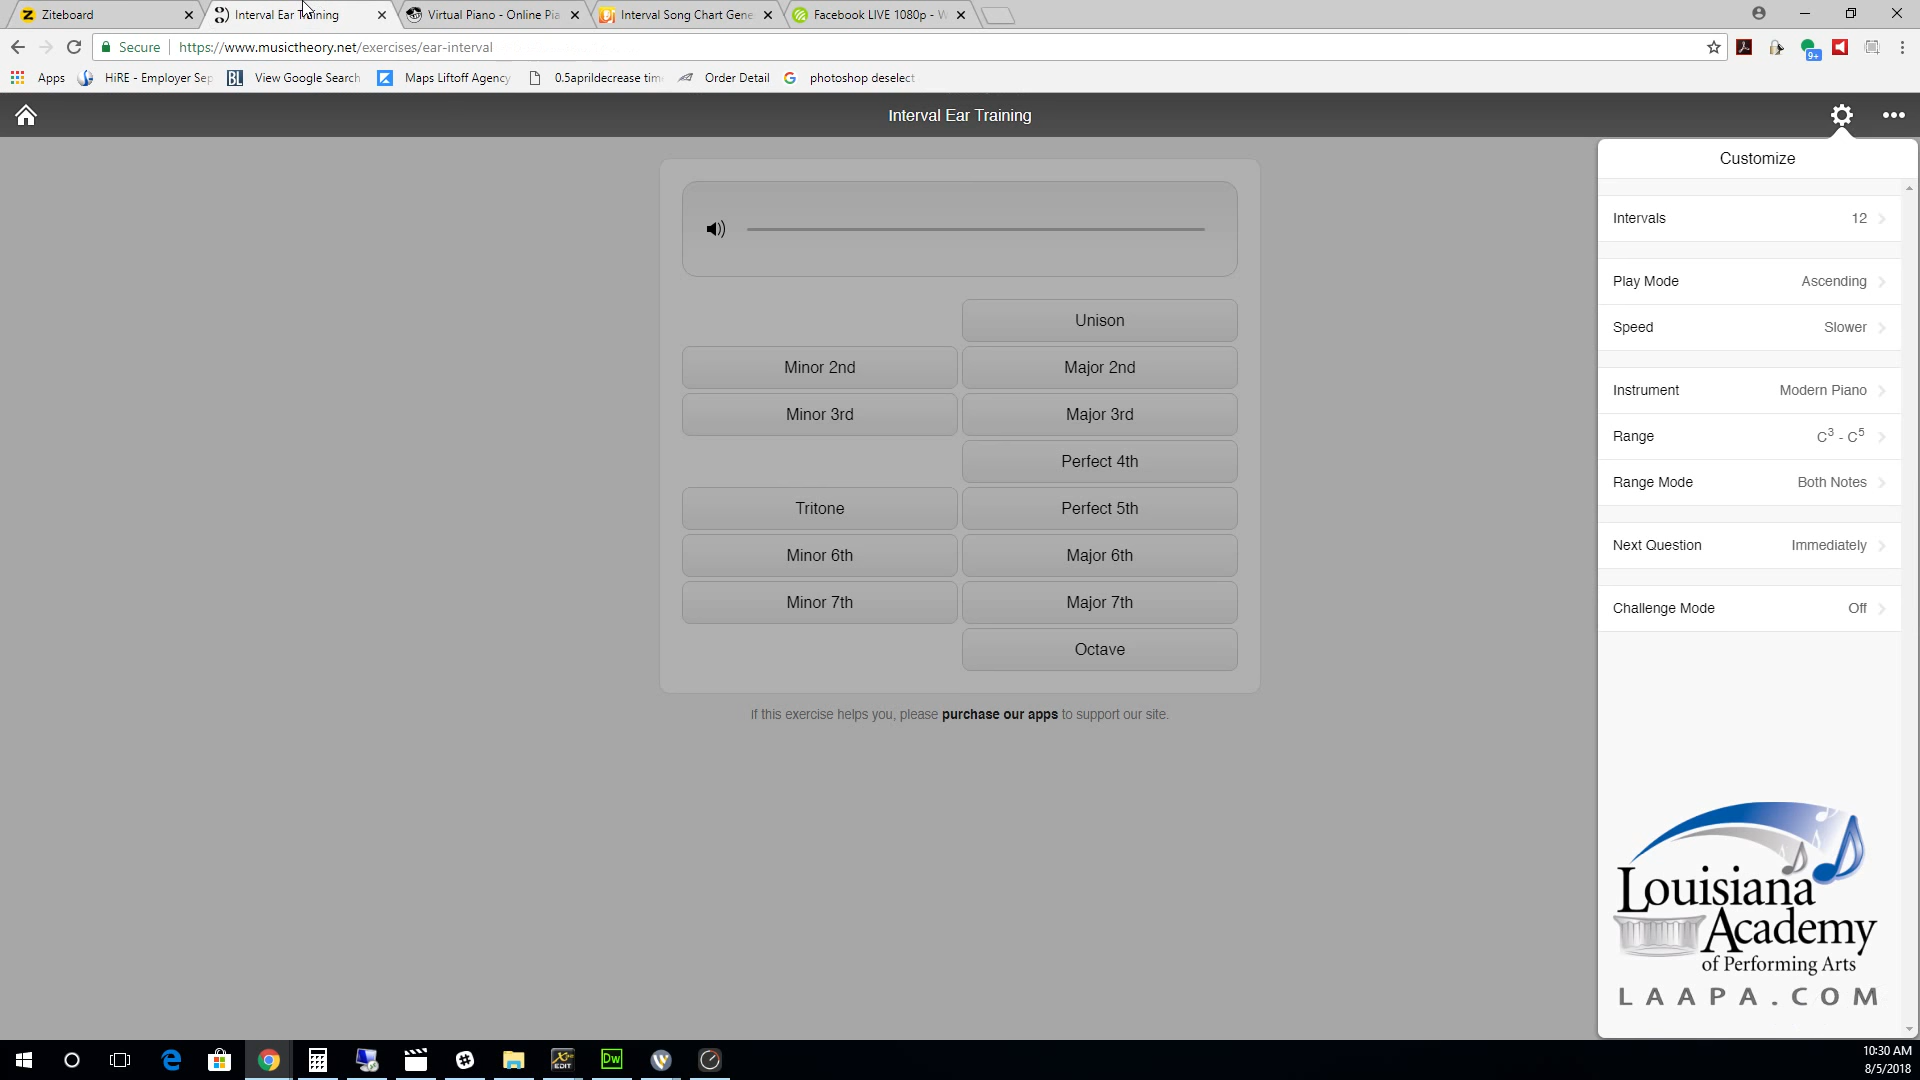 Ziteboard
Interval Ear Training
Virtual Piano - Online Pia
Interval Song Chart Gene
Facebook LIVE 1080p - W
Secure
https://www.musictheory.net/exercises/ear-interval
9+
Apps
HiRE - Employer Sep
BL
View Google Search
Maps Liftoff Agency
0.5aprildecrease tim
Order Detail
photoshop deselect
Interval Ear Training
Customize
Intervals 12
Play Mode Ascending
Speed Slower
Instrument Modern Piano
Range C3 - C5
Range Mode Both Notes
Next Question Immediately
Challenge Mode Off
Unison
Minor 2nd Major 2nd
Minor 3rd Major 3rd
Perfect 4th
Tritone Perfect 5th
Minor 6th Major 6th
Minor 7th Major 7th
Octave
If this exercise helps you, please purchase our apps to support our site.
Louisiana
Academy
of Performing Arts
LAAPA.COM
EDIT
Dw
10:30 AM
8/5/2018